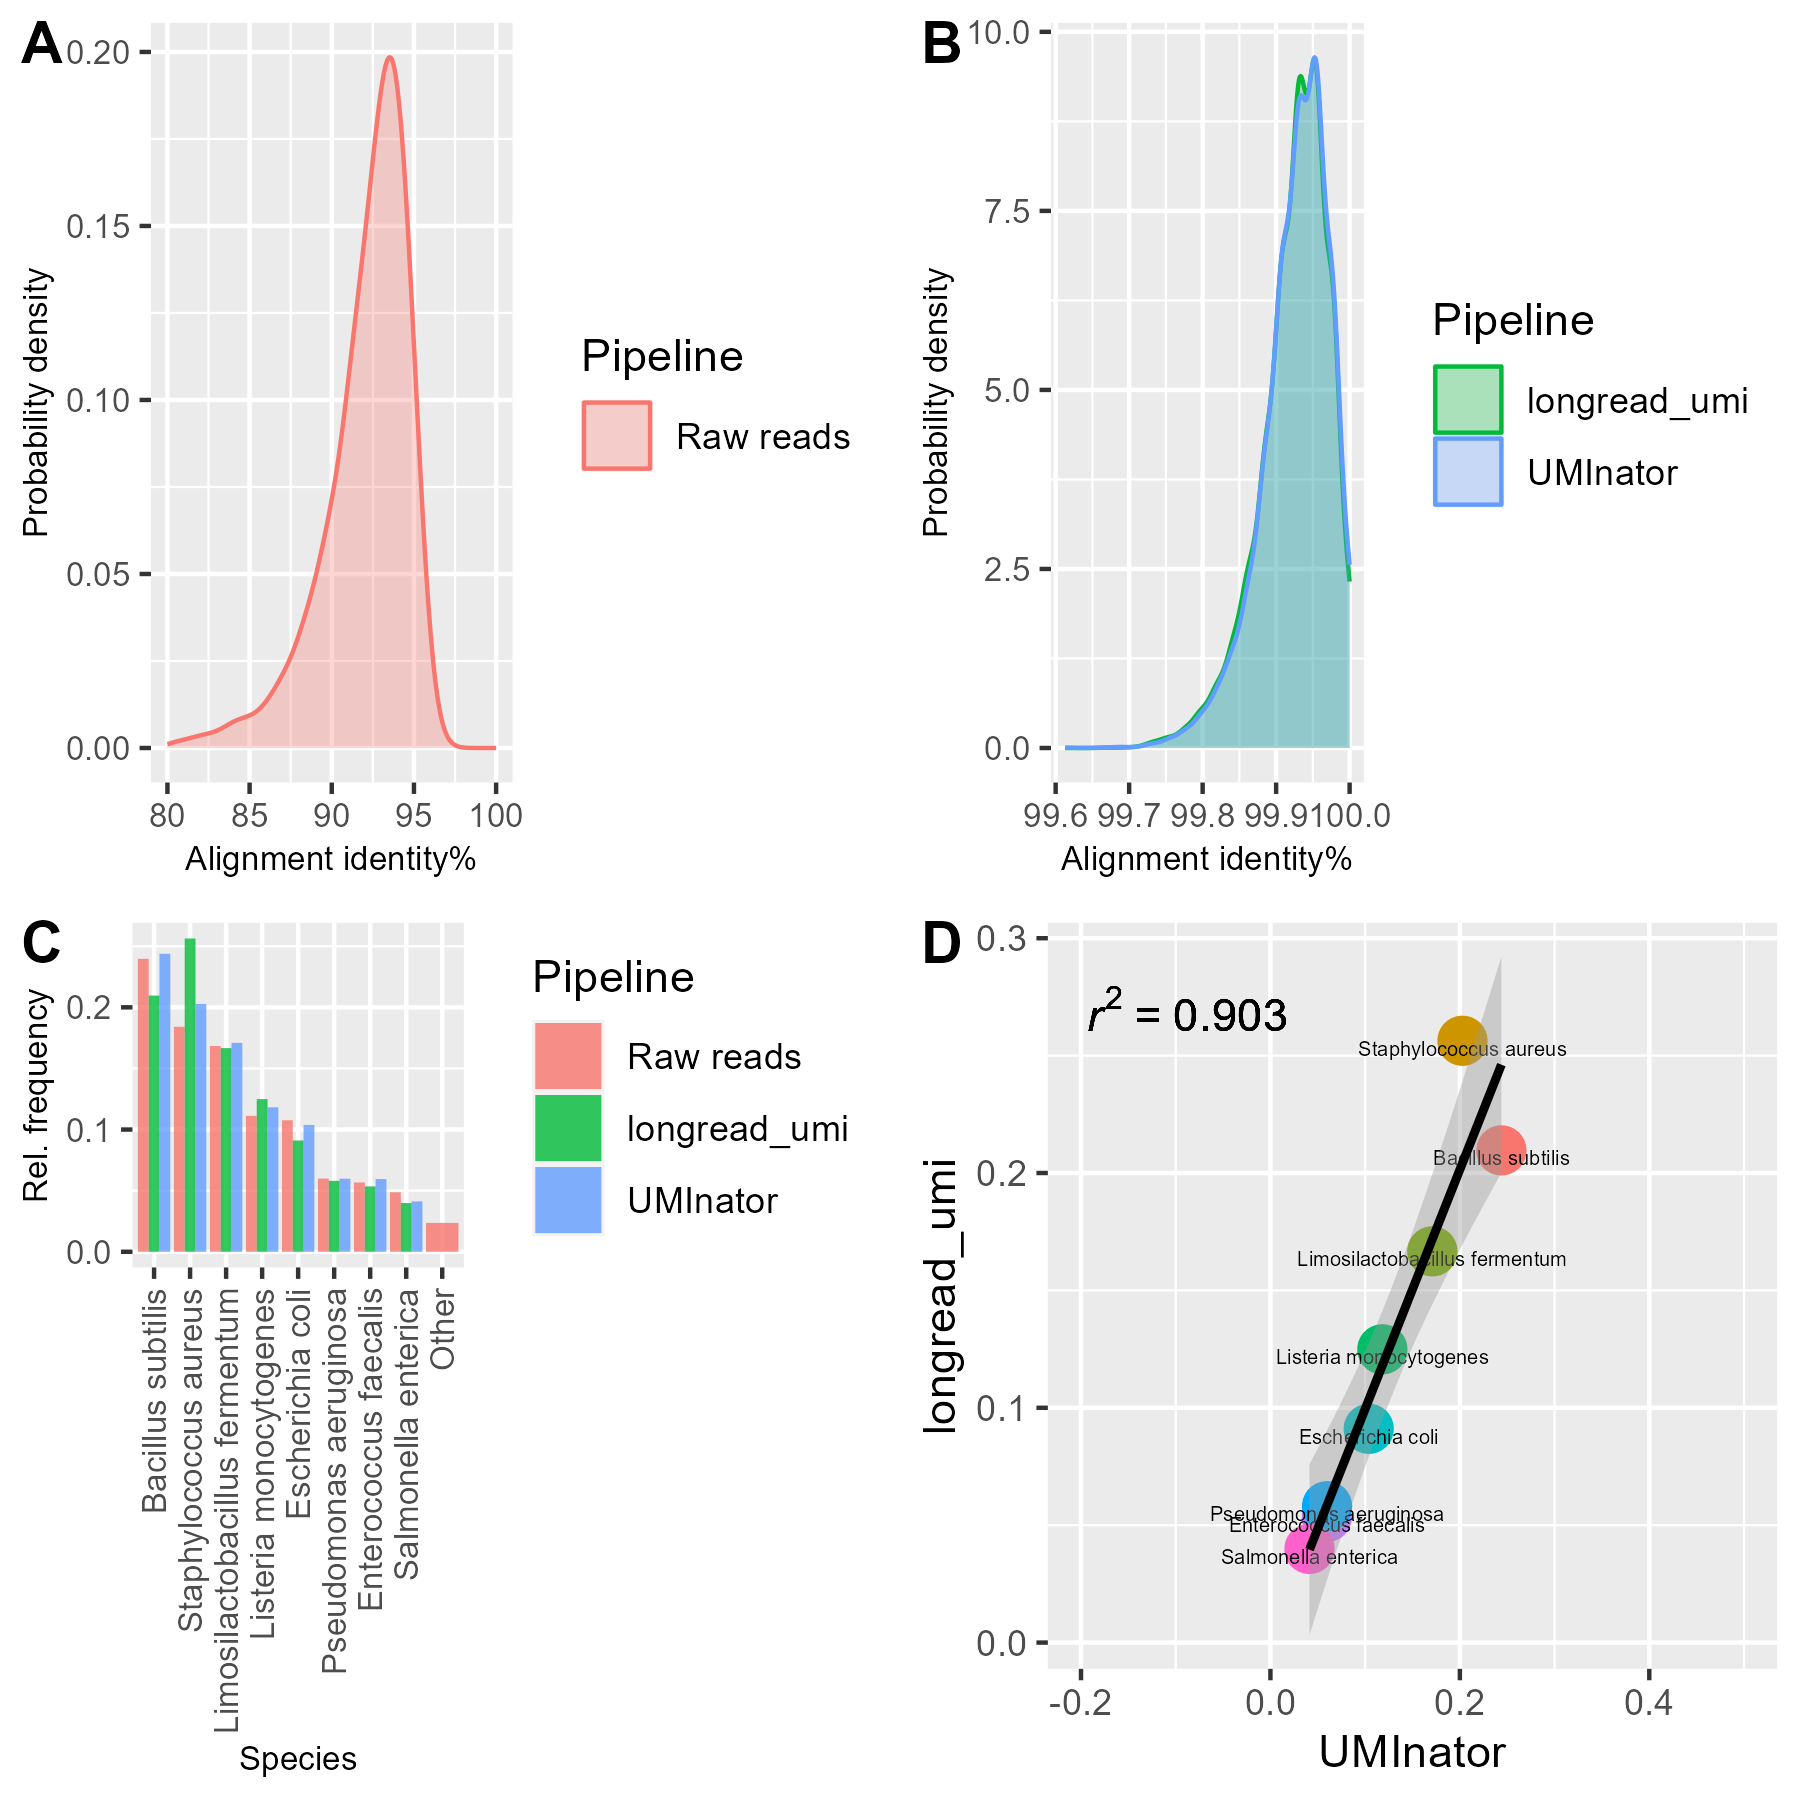 A
0.20
0.15
0.10
0.05
0.00
Probability density
80 85 90 95 100
Alignment identity%
Pipeline
Raw reads
B
10.0
7.5
5.0
2.5
0.0
Probability density
99.6 99.7 99.8 99.9 100.0
Alignment identity%
Pipeline
longread_umi
UMInator
C
0.2
0.1
0.0
Rel. frequency
Bacillus subtilis
Staphylococcus aureus
Limosilactobacillus fermentum
Listeria monocytogenes
Escherichia coli
Pseudomonas aeruginosa
Enterococcus faecalis
Salmonella enterica
Other
Species
Pipeline
Raw reads
longread_umi
UMInator
D
0.3
0.2
0.1
0.0
longread_umi
r² = 0.903
Staphylococcus aureus
Bacillus subtilis
Limosilactobacillus fermentum
Listeria monocytogenes
Escherichia coli
Pseudomonas aeruginosa
Enterococcus faecalis
Salmonella enterica
-0.2 0.0 0.2 0.4
UMInator